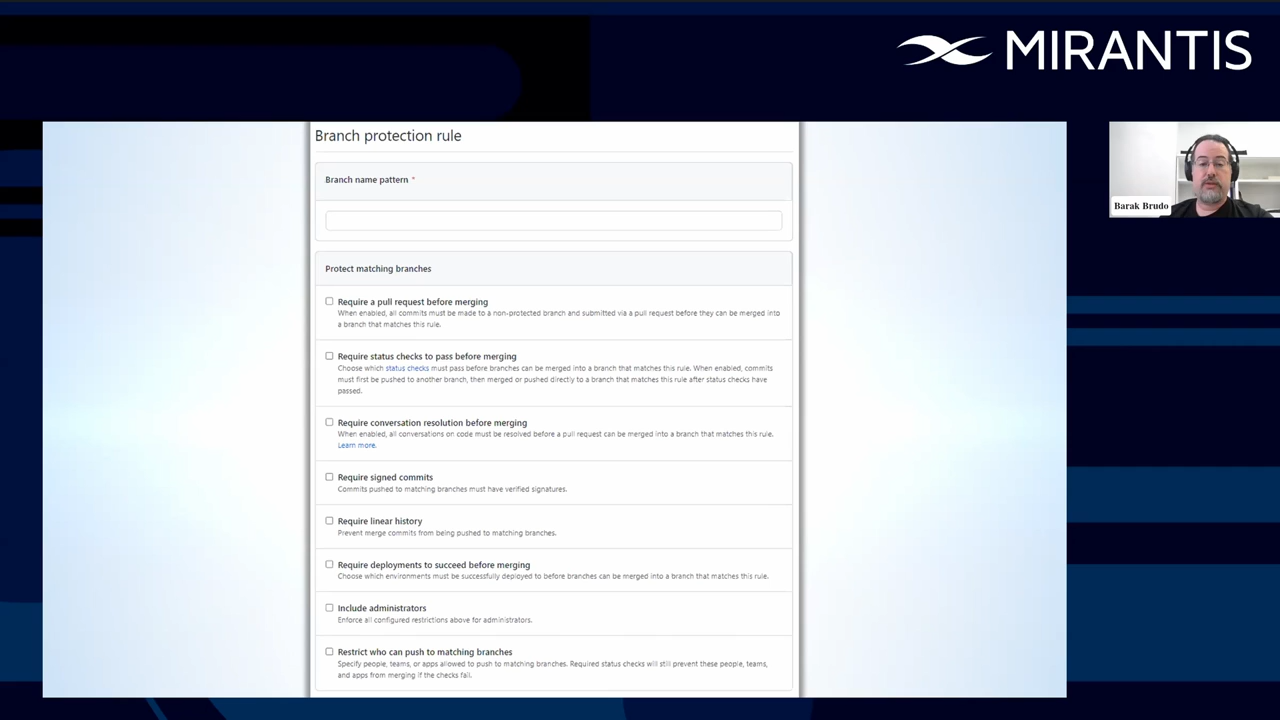 MIRANTIS
Branch protection rule
Branch name pattern *
Protect matching branches
Require a pull request before merging
When enabled, all commits must be made to a non-protected branch and submitted via a pull request before they can be merged into
a branch that matches this rule.
Require status checks to pass before merging
Choose which status checks must pass before branches can be merged into a branch that matches this rule. When enabled, commits
must first be pushed to another branch, then merged or pushed directly to a branch that matches this rule after status checks have
passed.
Require conversation resolution before merging
When enabled, all conversations on code must be resolved before a pull request can be merged into a branch that matches this rule.
Learn more.
Require signed commits
Commits pushed to matching branches must have verified signatures.
Require linear history
Prevent merge commits from being pushed to matching branches.
Require deployments to succeed before merging
Choose which environments must be successfully deployed to before branches can be merged into a branch that matches this rule.
Include administrators
Enforce all configured restrictions above for administrators.
Restrict who can push to matching branches
Specify people, teams, or apps allowed to push to matching branches. Required status checks will still prevent these people, teams,
and apps from merging if the checks fail.
Barak Brudo